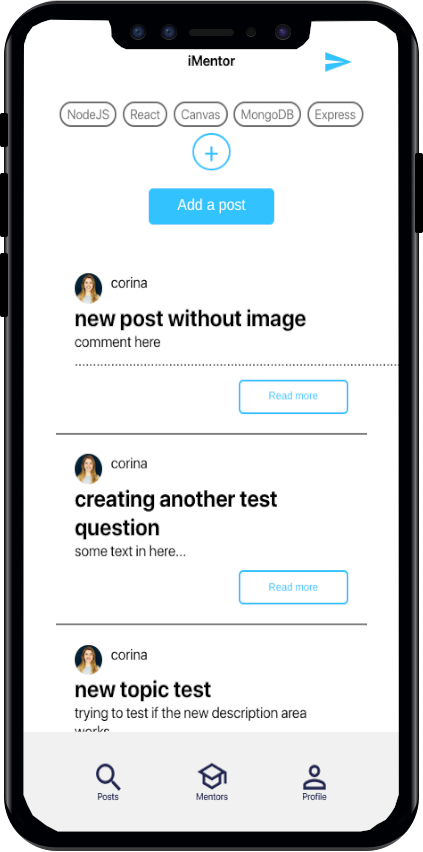 iMentor
NodeJS React Canvas MongoDB Express
+
Add a post
corina
new post without image
comment here
Read more
corina
creating another test
question
some text in here...
Read more
corina
new topic test
trying to test if the new description area
works
Posts Mentors Profile